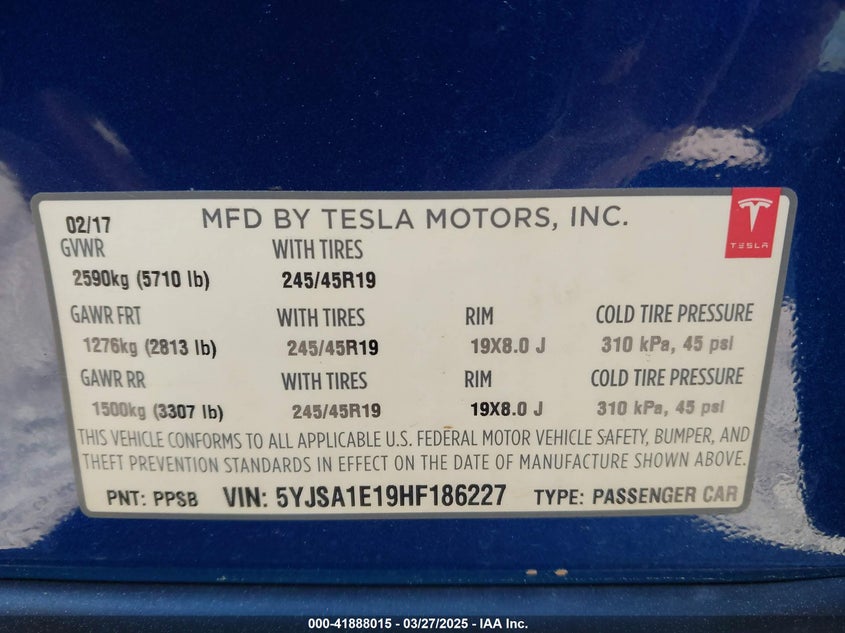 02/17 MFD BY TESLA MOTORS, INC.
TESLA
GVWR WITH TIRES
2590kg (5710 lb) 245/45R19
GAWR FRT WITH TIRES RIM COLD TIRE PRESSURE
1276kg (2813 lb) 245/45R19 19X8.0 J 310 kPa, 45 psi
GAWR RR WITH TIRES RIM COLD TIRE PRESSURE
1500kg (3307 lb) 245/45R19 19X8.0 J 310 kPa, 45 psi
THIS VEHICLE CONFORMS TO ALL APPLICABLE U.S. FEDERAL MOTOR VEHICLE SAFETY, BUMPER, AND
THEFT PREVENTION STANDARDS IN EFFECT ON THE DATE OF MANUFACTURE SHOWN ABOVE.
PNT: PPSB VIN: 5YJSA1E19HF186227 TYPE: PASSENGER CAR
000-41888015 - 03/27/2025 - IAA Inc.